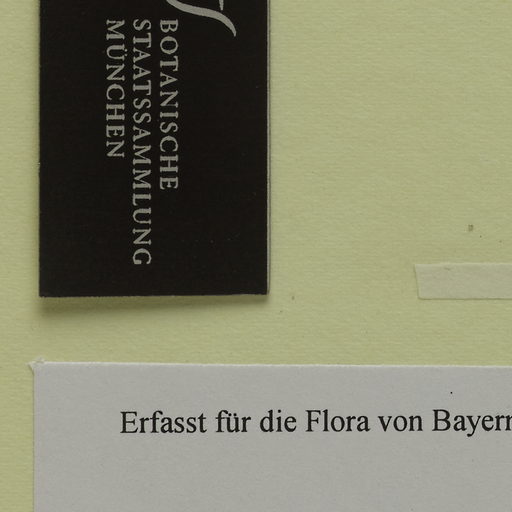 BOTANISCHE
STAATSSAMMLUNG
MÜNCHEN
Erfasst für die Flora von Bayern